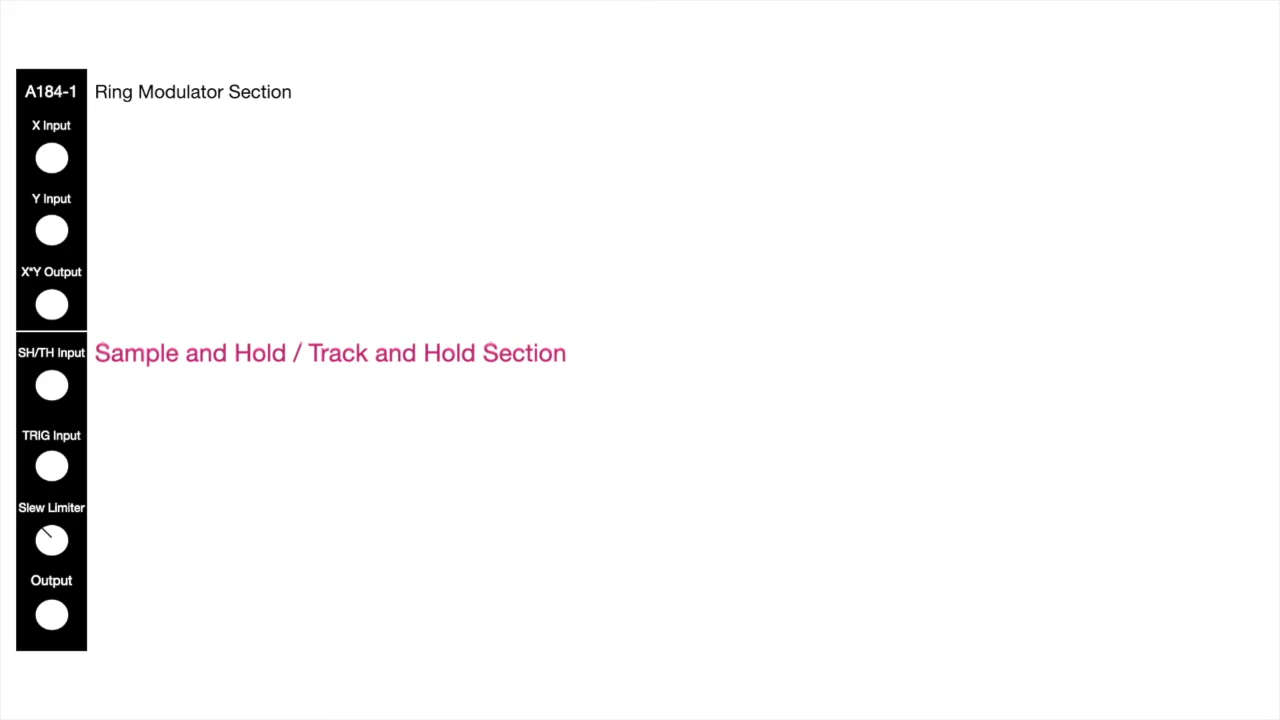 A184-1 Ring Modulator Section
X Input
Y Input
X*Y Output
SH/TH Input Sample and Hold / Track and Hold Section
TRIG Input
Slew Limiter
Output